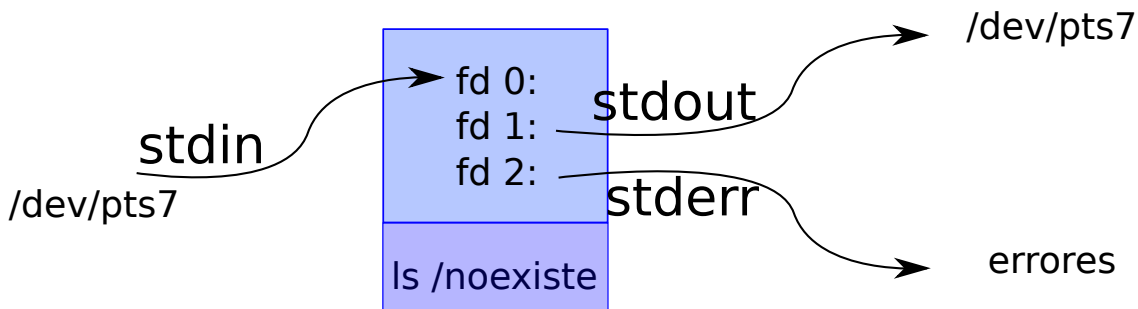 /dev/pts7
fd 0:
stdout
fd 1:
stdin
fd 2:
stderr
/dev/pts7
errores
ls /noexiste